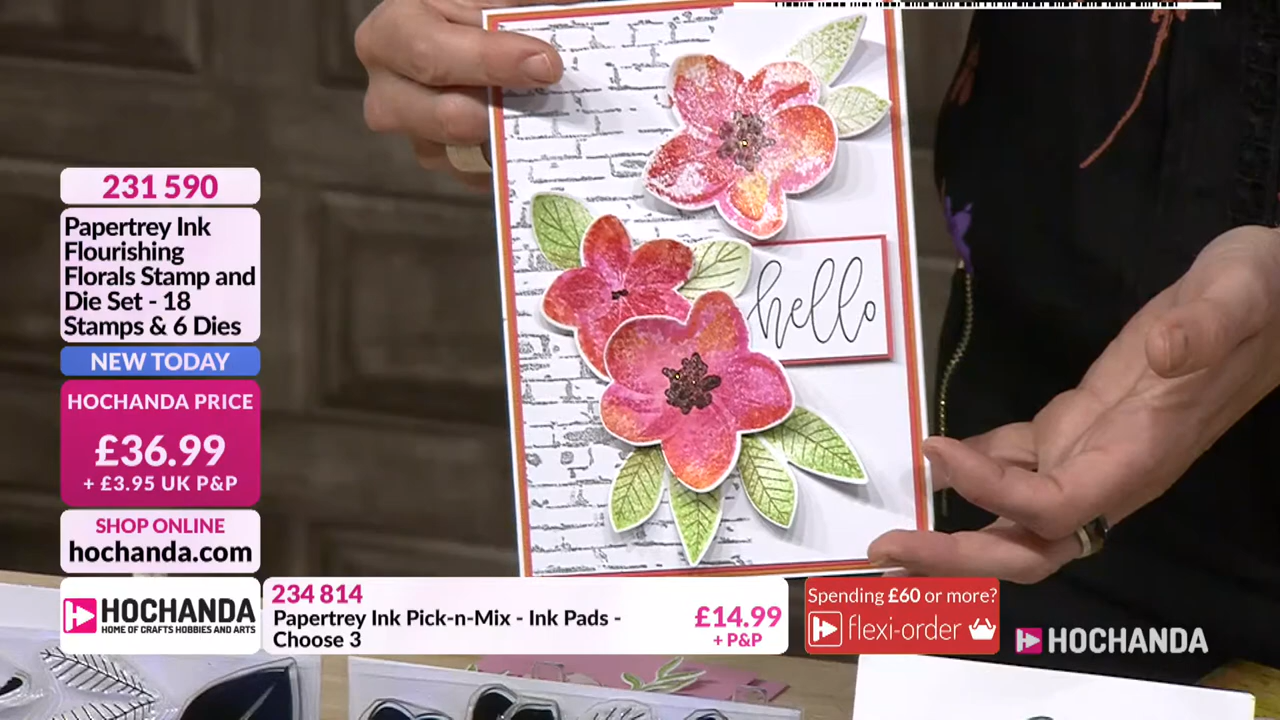 231 590
Papertrey Ink
Flourishing
Florals Stamp and
Die Set - 18
Stamps & 6 Dies
NEW TODAY
HOCHANDA PRICE
£36.99
+ £3.95 UK P&P
SHOP ONLINE
hochanda.com
hello
HOCHANDA
HOME OF CRAFTS HOBBIES AND ARTS
234 814
Papertrey Ink Pick-n-Mix - Ink Pads -
Choose 3
£14.99
+ P&P
Spending £60 or more?
flexi-order
HOCHANDA